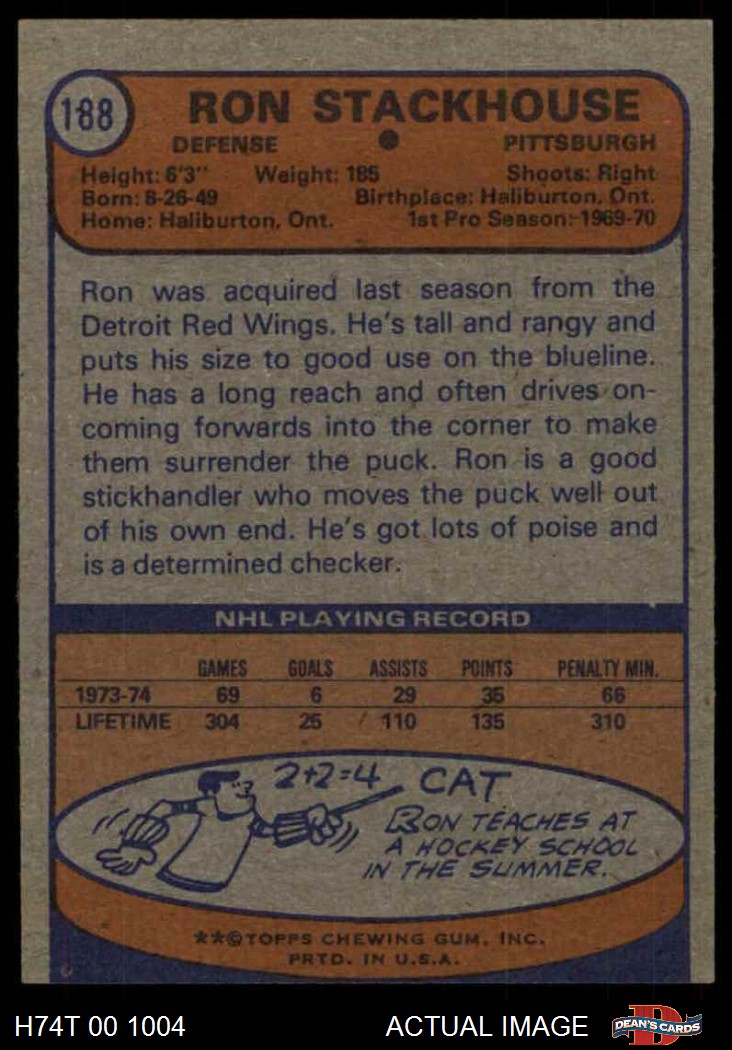 188
RON STACKHOUSE
DEFENSE ● PITTSBURGH
Height: 6'3" Weight: 185 Shoots: Right
Born: 8-26-49 Birthplace: Haliburton, Ont.
Home: Haliburton, Ont. 1st Pro Season: 1969-70
Ron was acquired last season from the
Detroit Red Wings. He's tall and rangy and
puts his size to good use on the blueline.
He has a long reach and often drives on-
coming forwards into the corner to make
them surrender the puck. Ron is a good
stickhandler who moves the puck well out
of his own end. He's got lots of poise and
is a determined checker.
NHL PLAYING RECORD
GAMES GOALS ASSISTS POINTS PENALTY MIN.
1973-74 69 6 29 35 66
LIFETIME 304 25 110 135 310
2+2=4 CAT
RON TEACHES AT
A HOCKEY SCHOOL
IN THE SUMMER.
**©TOPPS CHEWING GUM, INC.
PRTD. IN U.S.A.
H74T 00 1004 ACTUAL IMAGE D DEAN'S CARDS